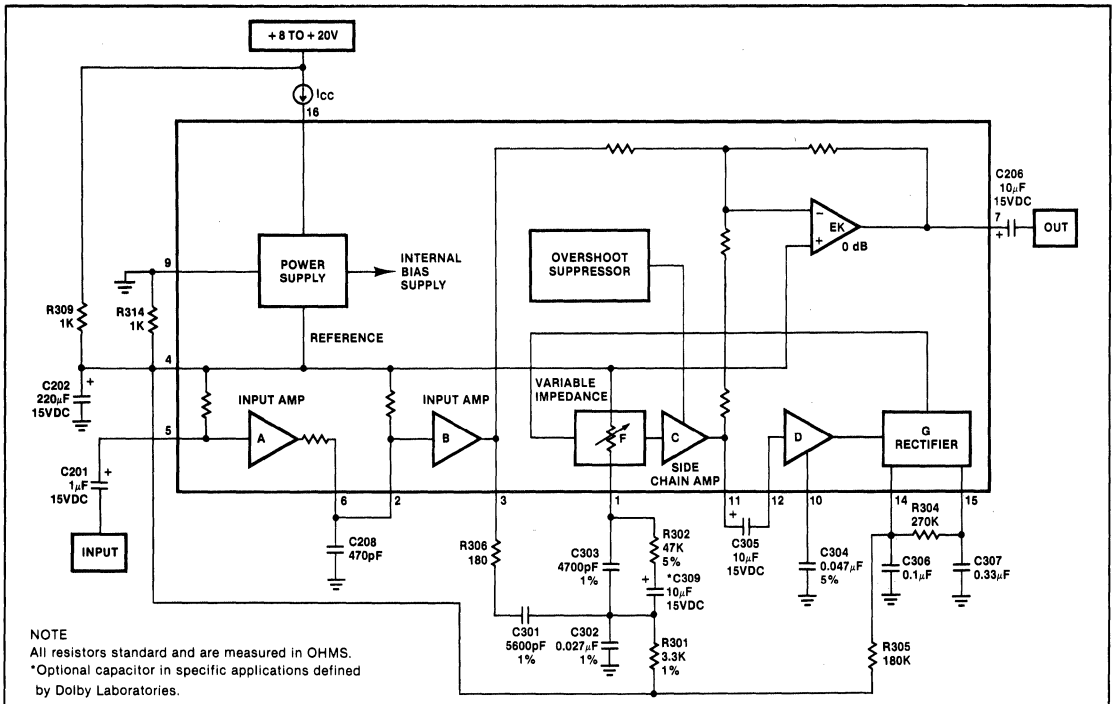 +8 TO +20V
ICC
16
C206
10µF
15VDC
7
+
OUT
−
EK
+
0 dB
9
POWER
SUPPLY
INTERNAL
BIAS
SUPPLY
OVERSHOOT
SUPPRESSOR
R309
1K
R314
1K
REFERENCE
4
+
C202
220µF
15VDC
INPUT AMP
A
INPUT AMP
B
VARIABLE
IMPEDANCE
F
C
SIDE
CHAIN AMP
D
G
RECTIFIER
5
+
C201
1µF
15VDC
INPUT
6
2
3
1
11
12
10
14
15
C208
470pF
R306
180
C303
4700pF
1%
R302
47K
5%
+
*C309
10µF
15VDC
+
C305
10µF
15VDC
C304
0.047µF
5%
R304
270K
C306
0.1µF
C307
0.33µF
C301
5600pF
1%
C302
0.027µF
1%
R301
3.3K
1%
R305
180K
NOTE
All resistors standard and are measured in OHMS.
*Optional capacitor in specific applications defined
by Dolby Laboratories.